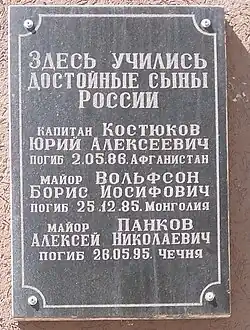 Здесь учились
достойные сыны
России
капитан Костюков
Юрий Алексеевич
погиб 2.05.86. Афганистан
майор Вольфсон
Борис Иосифович
погиб 25.12.85. Монголия
майор Панков
Алексей Николаевич
погиб 26.05.95. Чечня